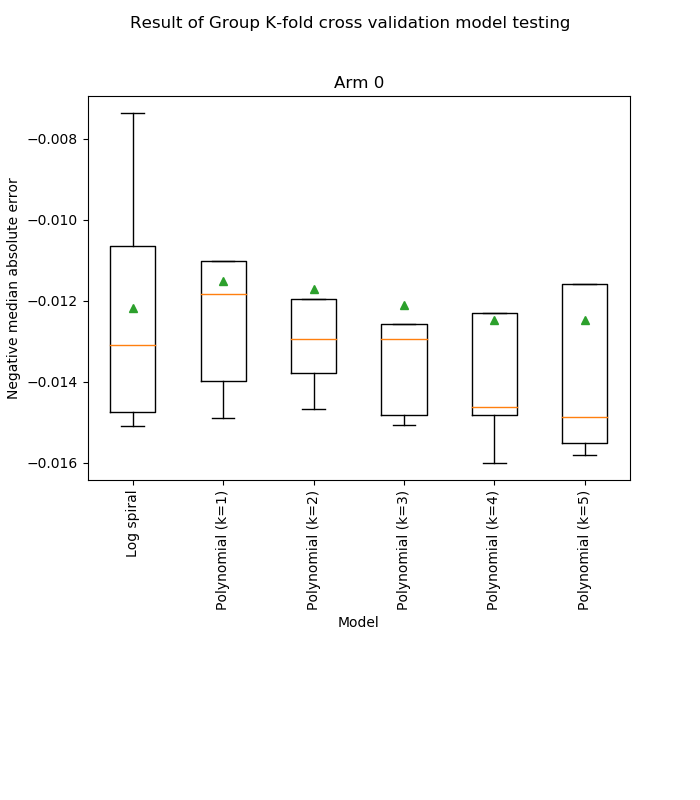 Result of Group K-fold cross validation model testing
Arm 0
Negative median absolute error
−0.008
−0.010
−0.012
−0.014
−0.016
Log spiral
Polynomial (k=1)
Polynomial (k=2)
Polynomial (k=3)
Polynomial (k=4)
Polynomial (k=5)
Model